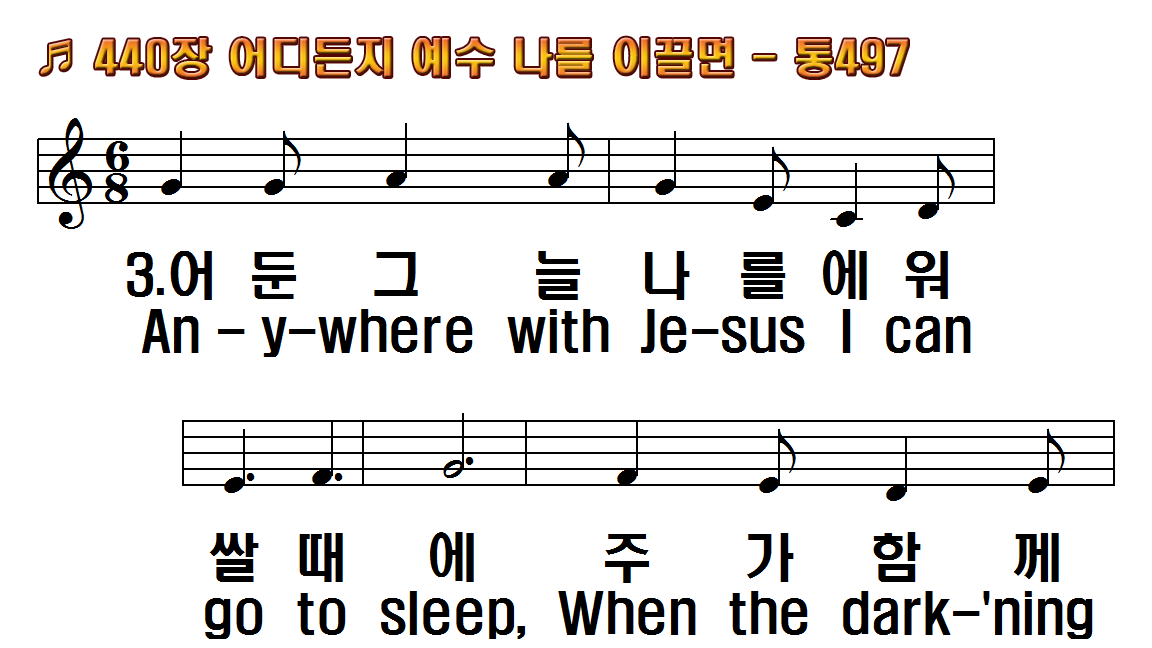 ♬ 440장 어디든지 예수 나를 이끌면 - 통497
6
8
3.어 둔 그 늘 나 를 에 워
An - y-where with Je-sus I can
쌀 때 에 주 가 함 께
go to sleep, When the dark-'ning